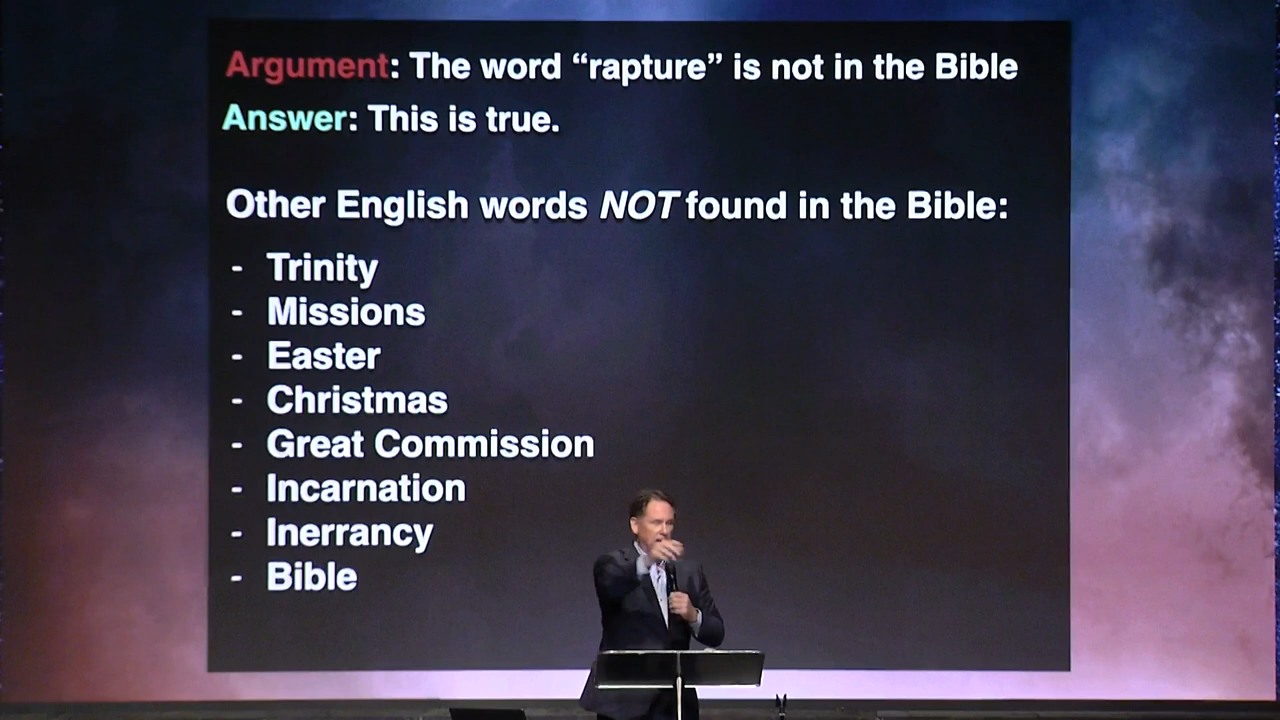 Argument: The word “rapture” is not in the Bible
Answer: This is true.
Other English words NOT found in the Bible:
- Trinity
- Missions
- Easter
- Christmas
- Great Commission
- Incarnation
- Inerrancy
- Bible